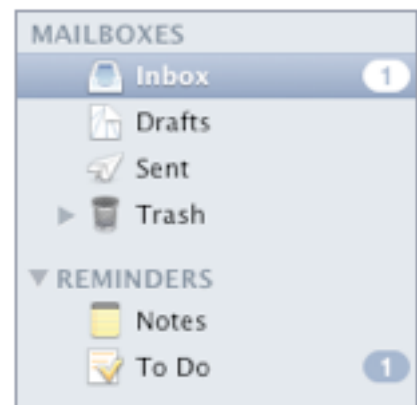 MAILBOXES
Inbox 1
Drafts
Sent
Trash
REMINDERS
Notes
To Do 1